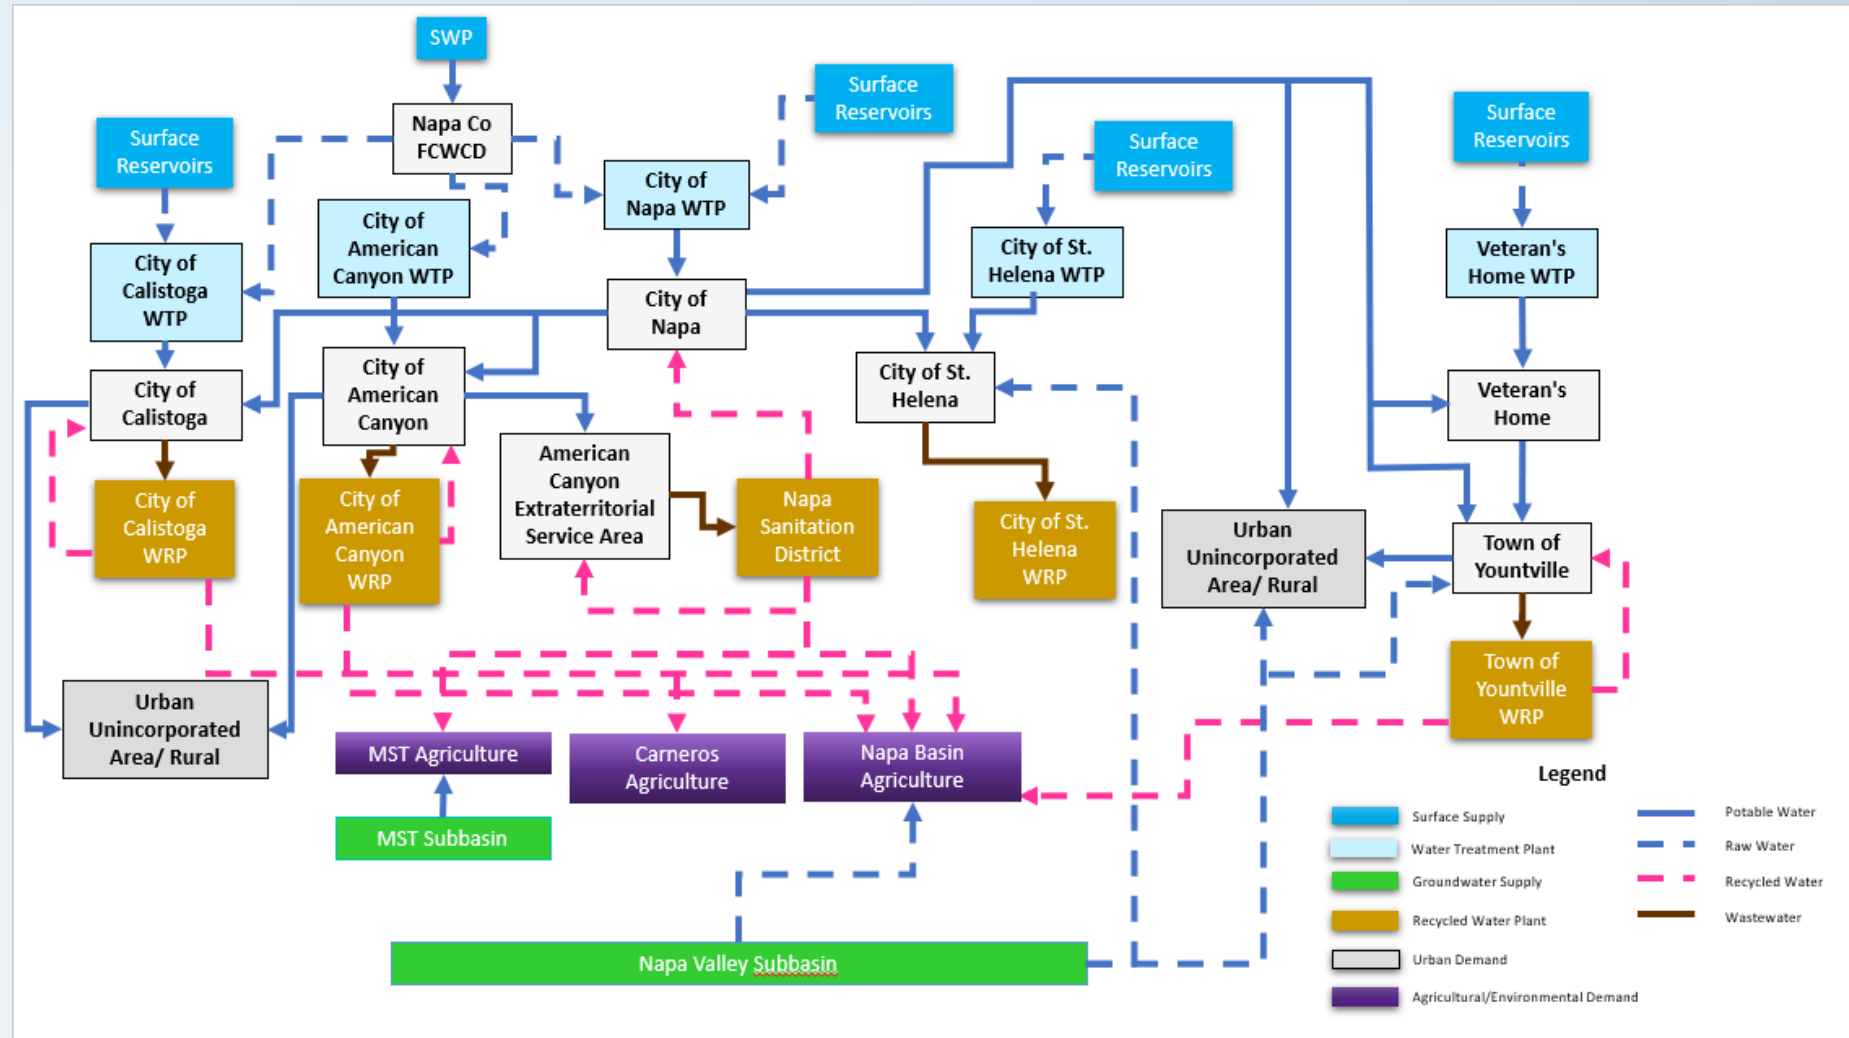 SWP
Surface
Reservoirs
Napa Co
FCWCD
Surface
Reservoirs
Surface
Reservoirs
Surface
Reservoirs
City of
Napa WTP
City of
American
Canyon WTP
City of
Calistoga
WTP
City of St.
Helena WTP
Veteran's
Home WTP
City of
Napa
City of
Calistoga
City of
American
Canyon
City of St.
Helena
Veteran's
Home
American
Canyon
Extraterritorial
Service Area
City of
Calistoga
WRP
City of
American
Canyon
WRP
Napa
Sanitation
District
City of St.
Helena
WRP
Urban
Unincorporated
Area/ Rural
Town of
Yountville
Town of
Yountville
WRP
Urban
Unincorporated
Area/ Rural
MST Agriculture
Carneros
Agriculture
Napa Basin
Agriculture
MST Subbasin
Napa Valley Subbasin
Legend
Surface Supply
Water Treatment Plant
Groundwater Supply
Recycled Water Plant
Urban Demand
Agricultural/Environmental Demand
Potable Water
Raw Water
Recycled Water
Wastewater